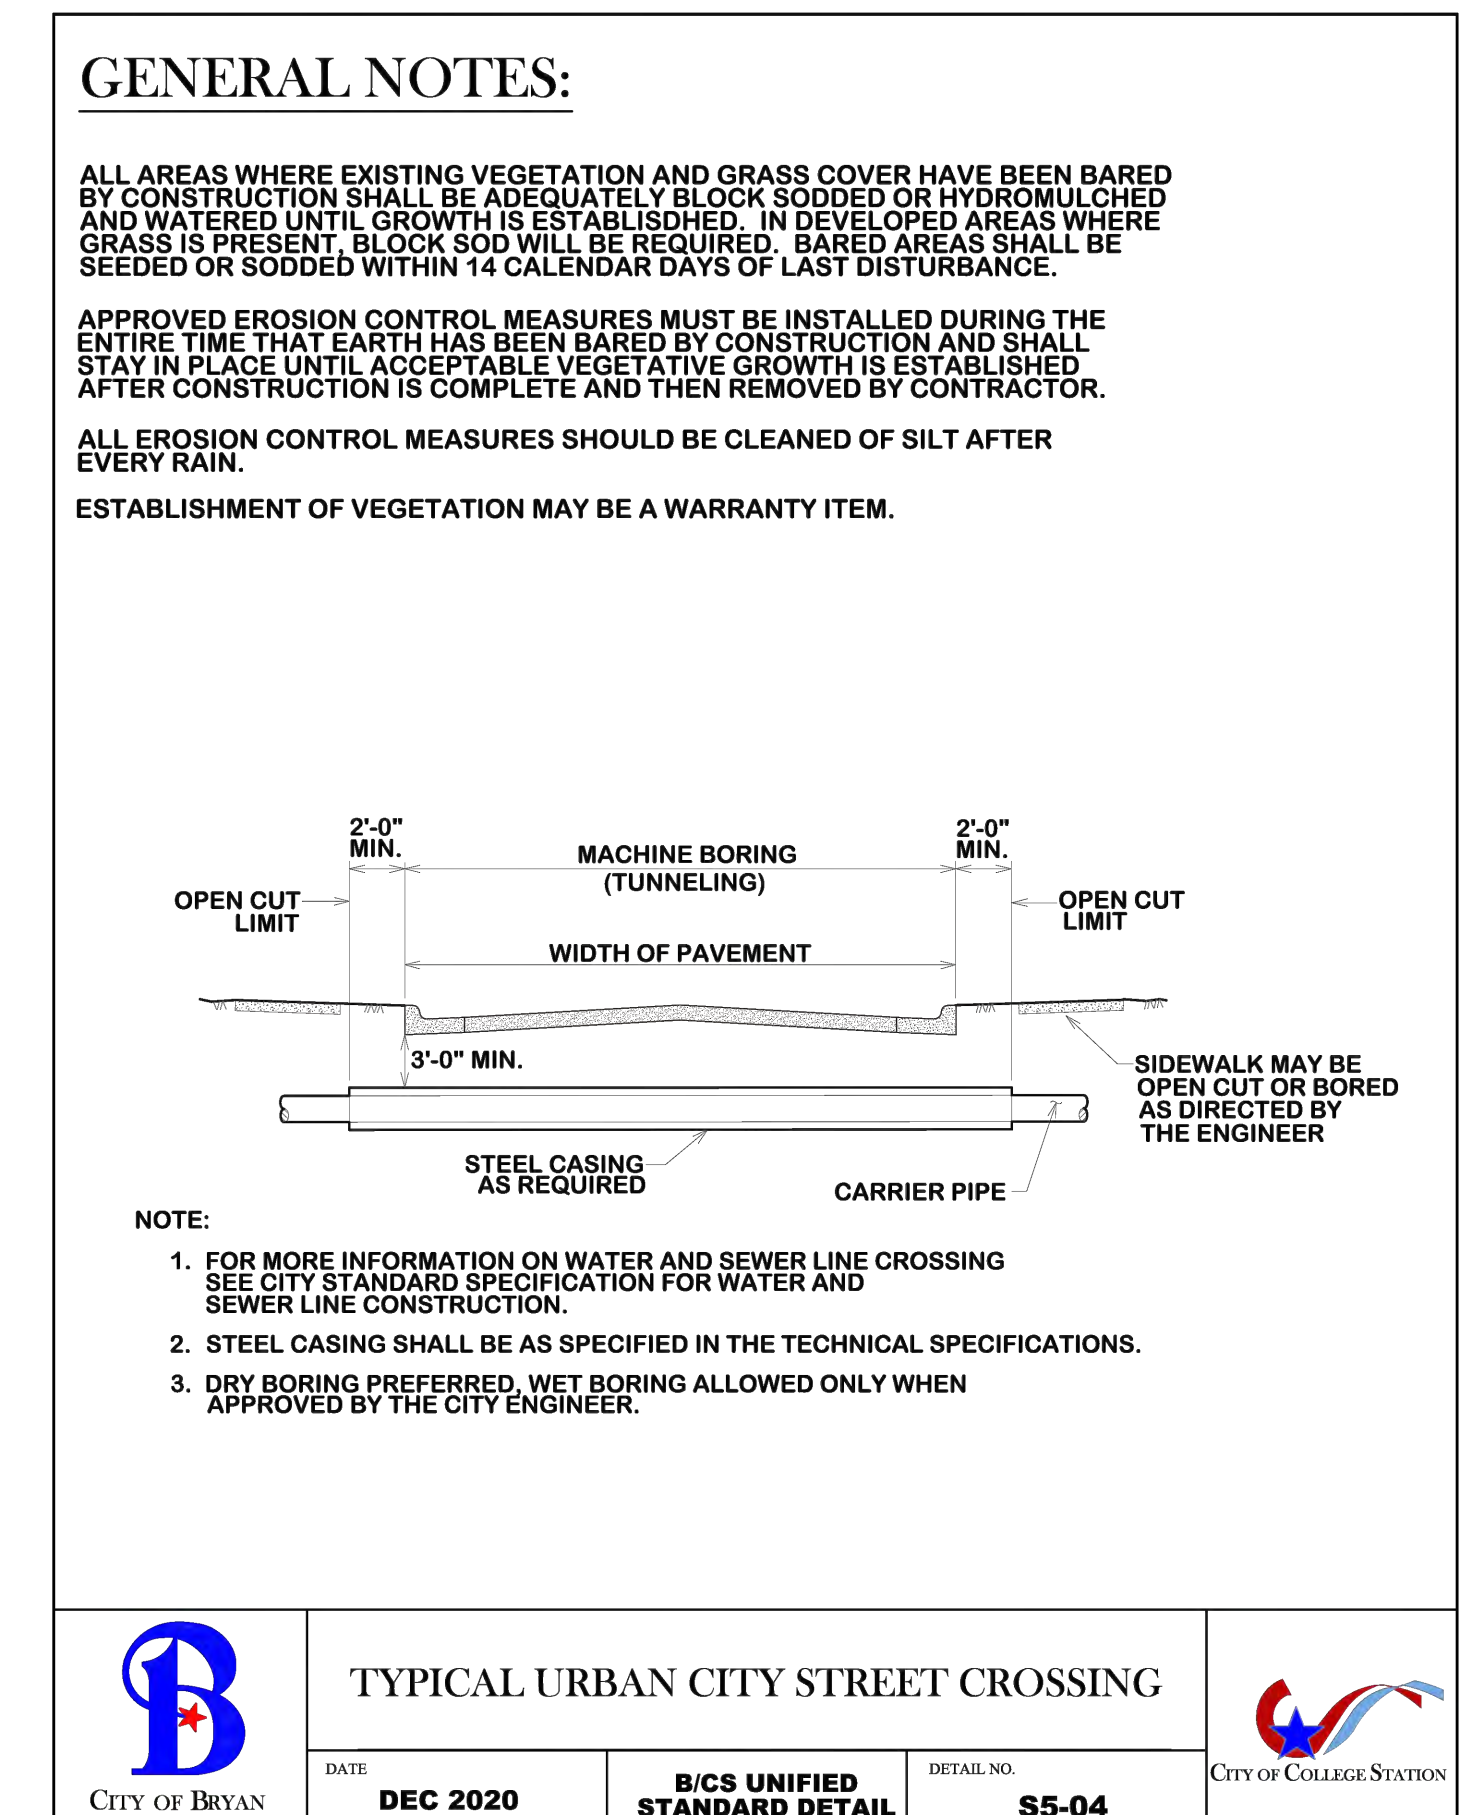 GENERAL NOTES:
ALL AREAS WHERE EXISTING VEGETATION AND GRASS COVER HAVE BEEN BARED
BY CONSTRUCTION SHALL BE ADEQUATELY BLOCK SODDED OR HYDROMULCHED
AND WATERED UNTIL GROWTH IS ESTABLISDHED.  IN DEVELOPED AREAS WHERE
GRASS IS PRESENT, BLOCK SOD WILL BE REQUIRED.  BARED AREAS SHALL BE
SEEDED OR SODDED WITHIN 14 CALENDAR DAYS OF LAST DISTURBANCE.
APPROVED EROSION CONTROL MEASURES MUST BE INSTALLED DURING THE
ENTIRE TIME THAT EARTH HAS BEEN BARED BY CONSTRUCTION AND SHALL
STAY IN PLACE UNTIL ACCEPTABLE VEGETATIVE GROWTH IS ESTABLISHED
AFTER CONSTRUCTION IS COMPLETE AND THEN REMOVED BY CONTRACTOR.
ALL EROSION CONTROL MEASURES SHOULD BE CLEANED OF SILT AFTER
EVERY RAIN.
ESTABLISHMENT OF VEGETATION MAY BE A WARRANTY ITEM.
2'-0"
MIN.
MACHINE BORING
(TUNNELING)
2'-0"
MIN.
OPEN CUT
LIMIT
OPEN CUT
LIMIT
WIDTH OF PAVEMENT
3'-0" MIN.
SIDEWALK MAY BE
OPEN CUT OR BORED
AS DIRECTED BY
THE ENGINEER
STEEL CASING
AS REQUIRED
CARRIER PIPE
NOTE:
1. FOR MORE INFORMATION ON WATER AND SEWER LINE CROSSING
SEE CITY STANDARD SPECIFICATION FOR WATER AND
SEWER LINE CONSTRUCTION.
2. STEEL CASING SHALL BE AS SPECIFIED IN THE TECHNICAL SPECIFICATIONS.
3. DRY BORING PREFERRED, WET BORING ALLOWED ONLY WHEN
APPROVED BY THE CITY ENGINEER.
B
CITY OF BRYAN
TYPICAL URBAN CITY STREET CROSSING
DATE
DEC 2020
B/CS UNIFIED
STANDARD DETAIL
DETAIL NO.
S5-04
CITY OF COLLEGE STATION